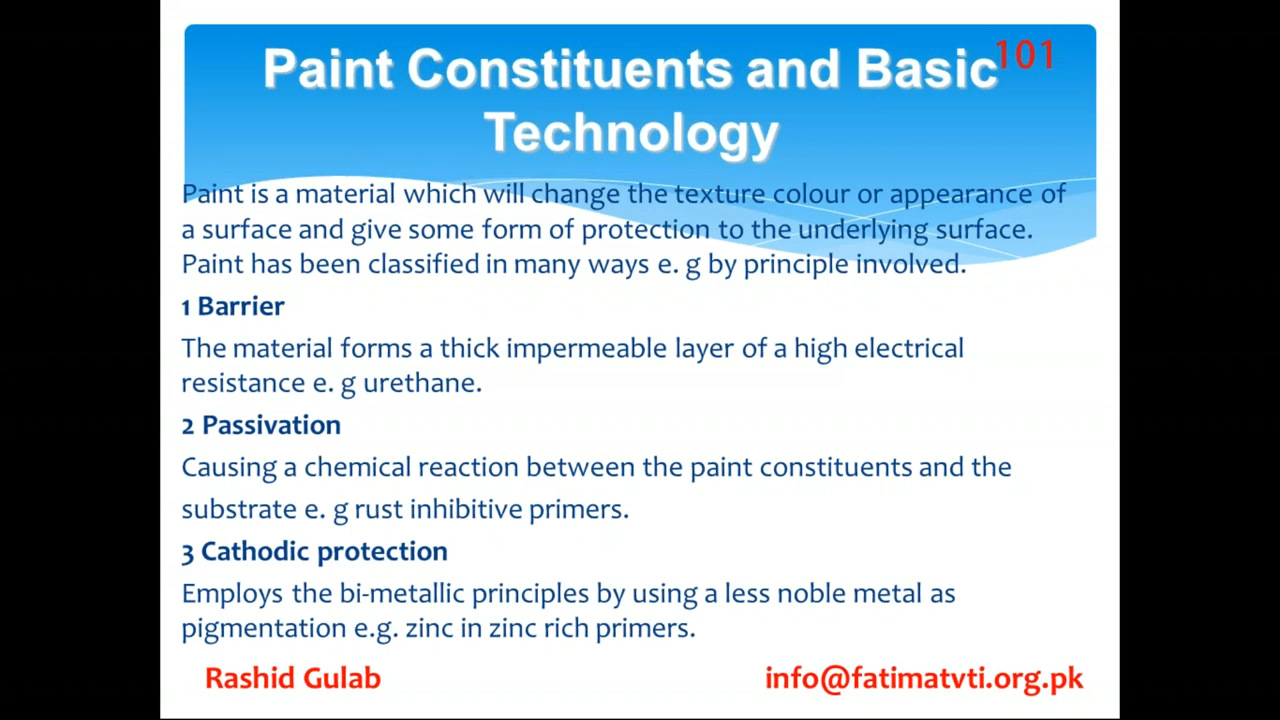 Paint Constituents and Basic 101
Technology
Paint is a material which will change the texture colour or appearance of
a surface and give some form of protection to the underlying surface.
Paint has been classified in many ways e. g by principle involved.
1 Barrier
The material forms a thick impermeable layer of a high electrical
resistance e. g urethane.
2 Passivation
Causing a chemical reaction between the paint constituents and the
substrate e. g rust inhibitive primers.
3 Cathodic protection
Employs the bi-metallic principles by using a less noble metal as
pigmentation e.g. zinc in zinc rich primers.
Rashid Gulab info@fatimatvti.org.pk